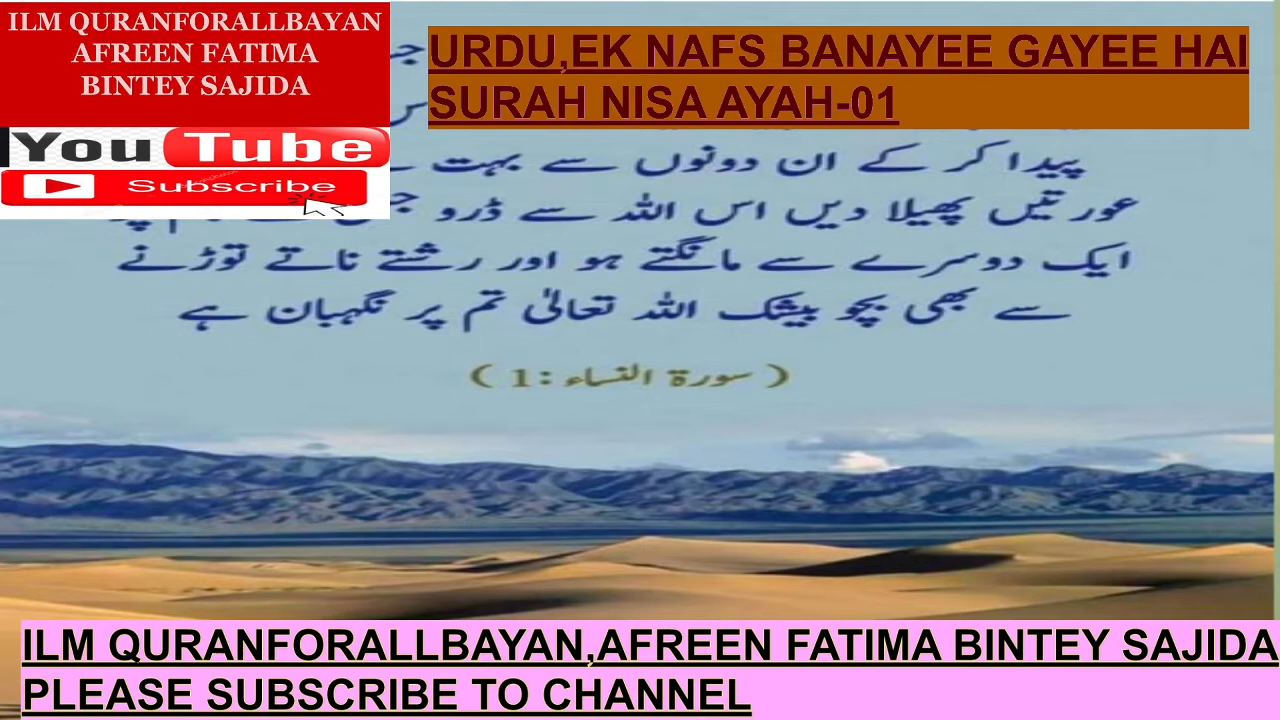 ILM QURANFORALLBAYAN
AFREEN FATIMA
BINTEY SAJIDA
YouTube
Subscribe
URDU,EK NAFS BANAYEE GAYEE HAI
SURAH NISA AYAH-01
پیدا کر کے ان دونوں سے بہت سے
عورتیں پھیلا دیں اس اللہ سے ڈرو
ایک دوسرے سے مانگتے ہو اور رشتے ناتے توڑنے
سے بھی بچو بیشک اللہ تعالیٰ تم پر نگہبان ہے
( سورة النساء : 1 )
ILM QURANFORALLBAYAN,AFREEN FATIMA BINTEY SAJIDA
PLEASE SUBSCRIBE TO CHANNEL